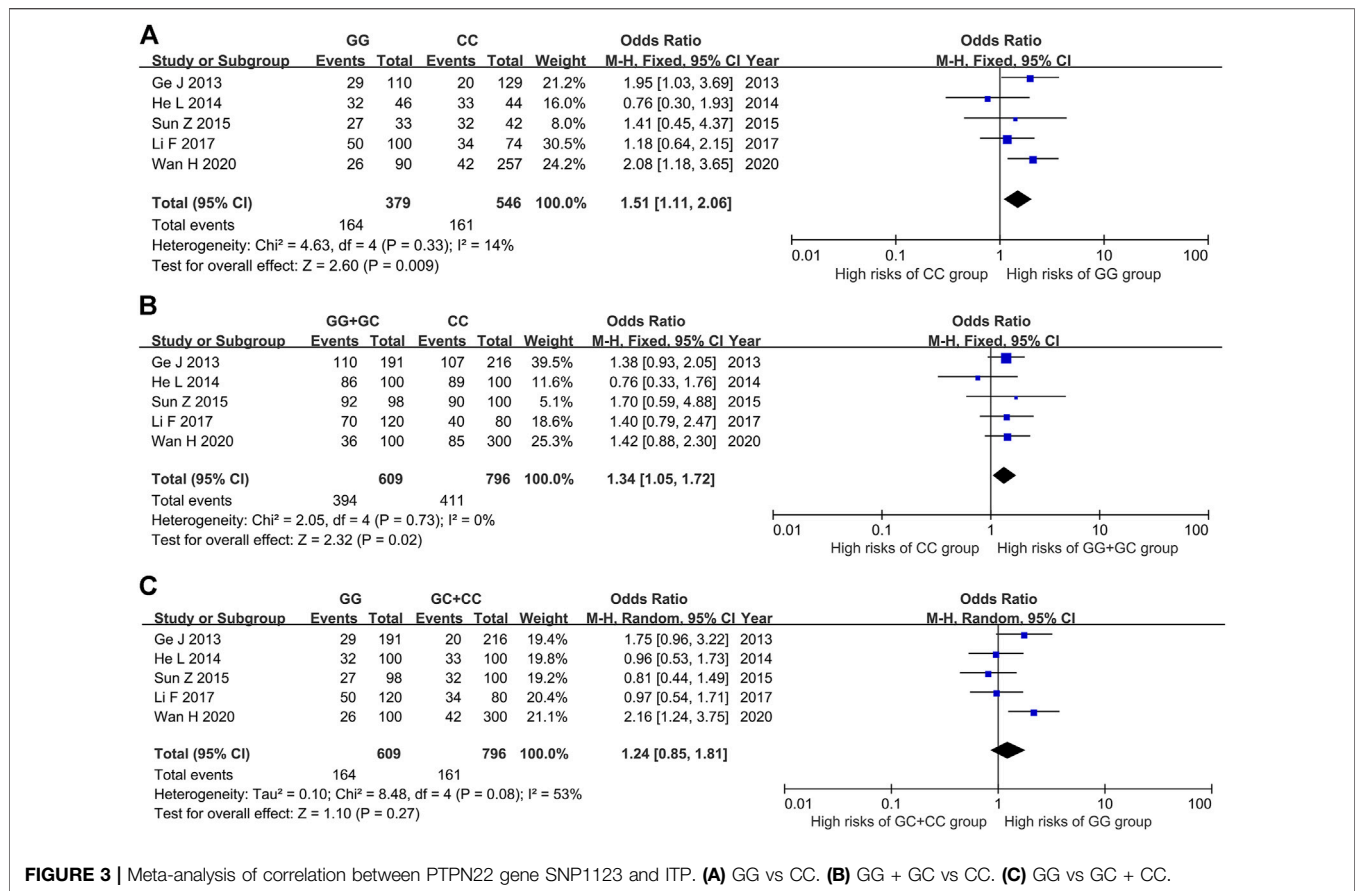 A
GG CC Odds Ratio Odds Ratio
Study or Subgroup Events Total Events Total Weight M-H, Fixed, 95% CI Year M-H, Fixed, 95% CI
Ge J 2013 29 110 20 129 21.2% 1.95 [1.03, 3.69] 2013
He L 2014 32 46 33 44 16.0% 0.76 [0.30, 1.93] 2014
Sun Z 2015 27 33 32 42 8.0% 1.41 [0.45, 4.37] 2015
Li F 2017 50 100 34 74 30.5% 1.18 [0.64, 2.15] 2017
Wan H 2020 26 90 42 257 24.2% 2.08 [1.18, 3.65] 2020
Total (95% CI) 379 546 100.0% 1.51 [1.11, 2.06]
Total events 164 161
Heterogeneity: Chi² = 4.63, df = 4 (P = 0.33); I² = 14%
Test for overall effect: Z = 2.60 (P = 0.009)
0.01 0.1 1 10 100
High risks of CC group High risks of GG group
B
GG+GC CC Odds Ratio Odds Ratio
Study or Subgroup Events Total Events Total Weight M-H, Fixed, 95% CI Year M-H, Fixed, 95% CI
Ge J 2013 110 191 107 216 39.5% 1.38 [0.93, 2.05] 2013
He L 2014 86 100 89 100 11.6% 0.76 [0.33, 1.76] 2014
Sun Z 2015 92 98 90 100 5.1% 1.70 [0.59, 4.88] 2015
Li F 2017 70 120 40 80 18.6% 1.40 [0.79, 2.47] 2017
Wan H 2020 36 100 85 300 25.3% 1.42 [0.88, 2.30] 2020
Total (95% CI) 609 796 100.0% 1.34 [1.05, 1.72]
Total events 394 411
Heterogeneity: Chi² = 2.05, df = 4 (P = 0.73); I² = 0%
Test for overall effect: Z = 2.32 (P = 0.02)
0.01 0.1 1 10 100
High risks of CC group High risks of GG+GC group
C
GG GC+CC Odds Ratio Odds Ratio
Study or Subgroup Events Total Events Total Weight M-H, Random, 95% CI Year M-H, Random, 95% CI
Ge J 2013 29 191 20 216 19.4% 1.75 [0.96, 3.22] 2013
He L 2014 32 100 33 100 19.8% 0.96 [0.53, 1.73] 2014
Sun Z 2015 27 98 32 100 19.2% 0.81 [0.44, 1.49] 2015
Li F 2017 50 120 34 80 20.4% 0.97 [0.54, 1.71] 2017
Wan H 2020 26 100 42 300 21.1% 2.16 [1.24, 3.75] 2020
Total (95% CI) 609 796 100.0% 1.24 [0.85, 1.81]
Total events 164 161
Heterogeneity: Tau² = 0.10; Chi² = 8.48, df = 4 (P = 0.08); I² = 53%
Test for overall effect: Z = 1.10 (P = 0.27)
0.01 0.1 1 10 100
High risks of GC+CC group High risks of GG group
FIGURE 3 | Meta-analysis of correlation between PTPN22 gene SNP1123 and ITP. (A) GG vs CC. (B) GG + GC vs CC. (C) GG vs GC + CC.